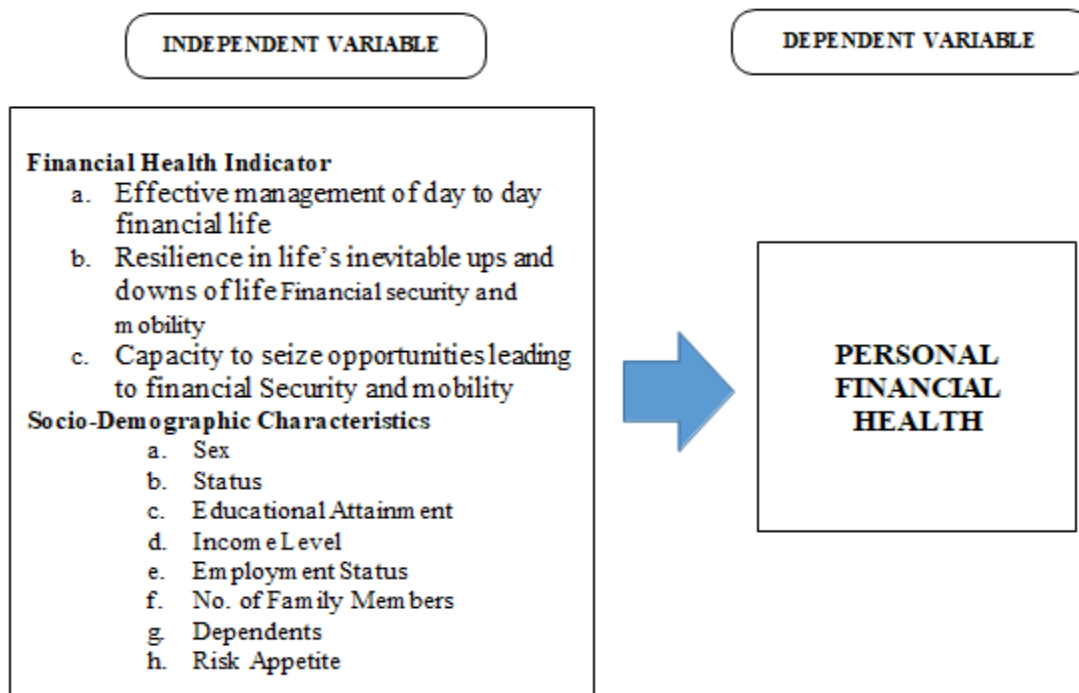 INDEPENDENT VARIABLE
DEPENDENT VARIABLE
Financial Health Indicator
a. Effective management of day to day
financial life
b. Resilience in life’s inevitable ups and
downs of life Financial security and
mobility
c. Capacity to seize opportunities leading
to financial Security and mobility
Socio-Demographic Characteristics
a. Sex
b. Status
c. Educational Attainment
d. Income Level
e. Employment Status
f. No. of Family Members
g. Dependents
h. Risk Appetite
PERSONAL
FINANCIAL
HEALTH